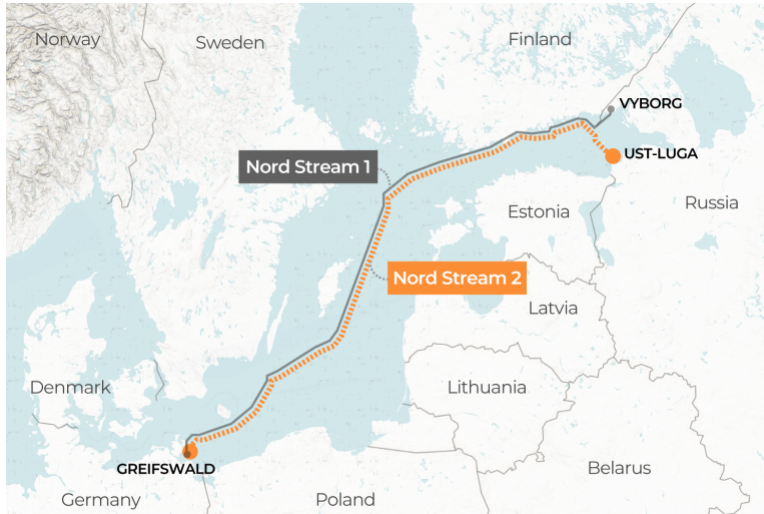 Norway
Sweden
Finland
VYBORG
UST-LUGA
Nord Stream 1
Russia
Estonia
Nord Stream 2
Latvia
Denmark
Lithuania
GREIFSWALD
Belarus
Germany
Poland